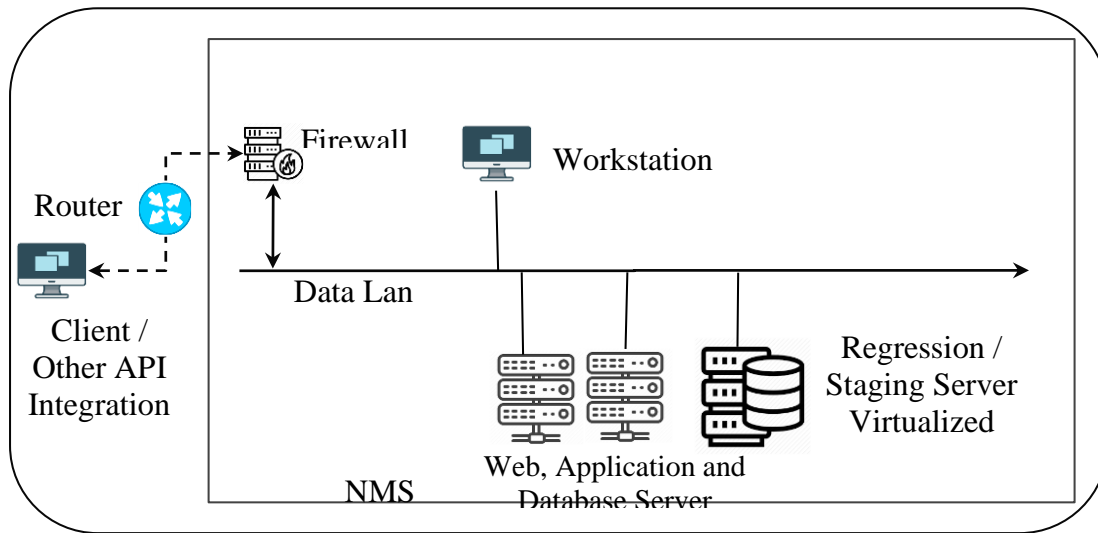 Firewall
Workstation
Router
Data Lan
Client /
Other API
Integration
Regression /
Staging Server
Virtualized
Web, Application and
Database Server
NMS